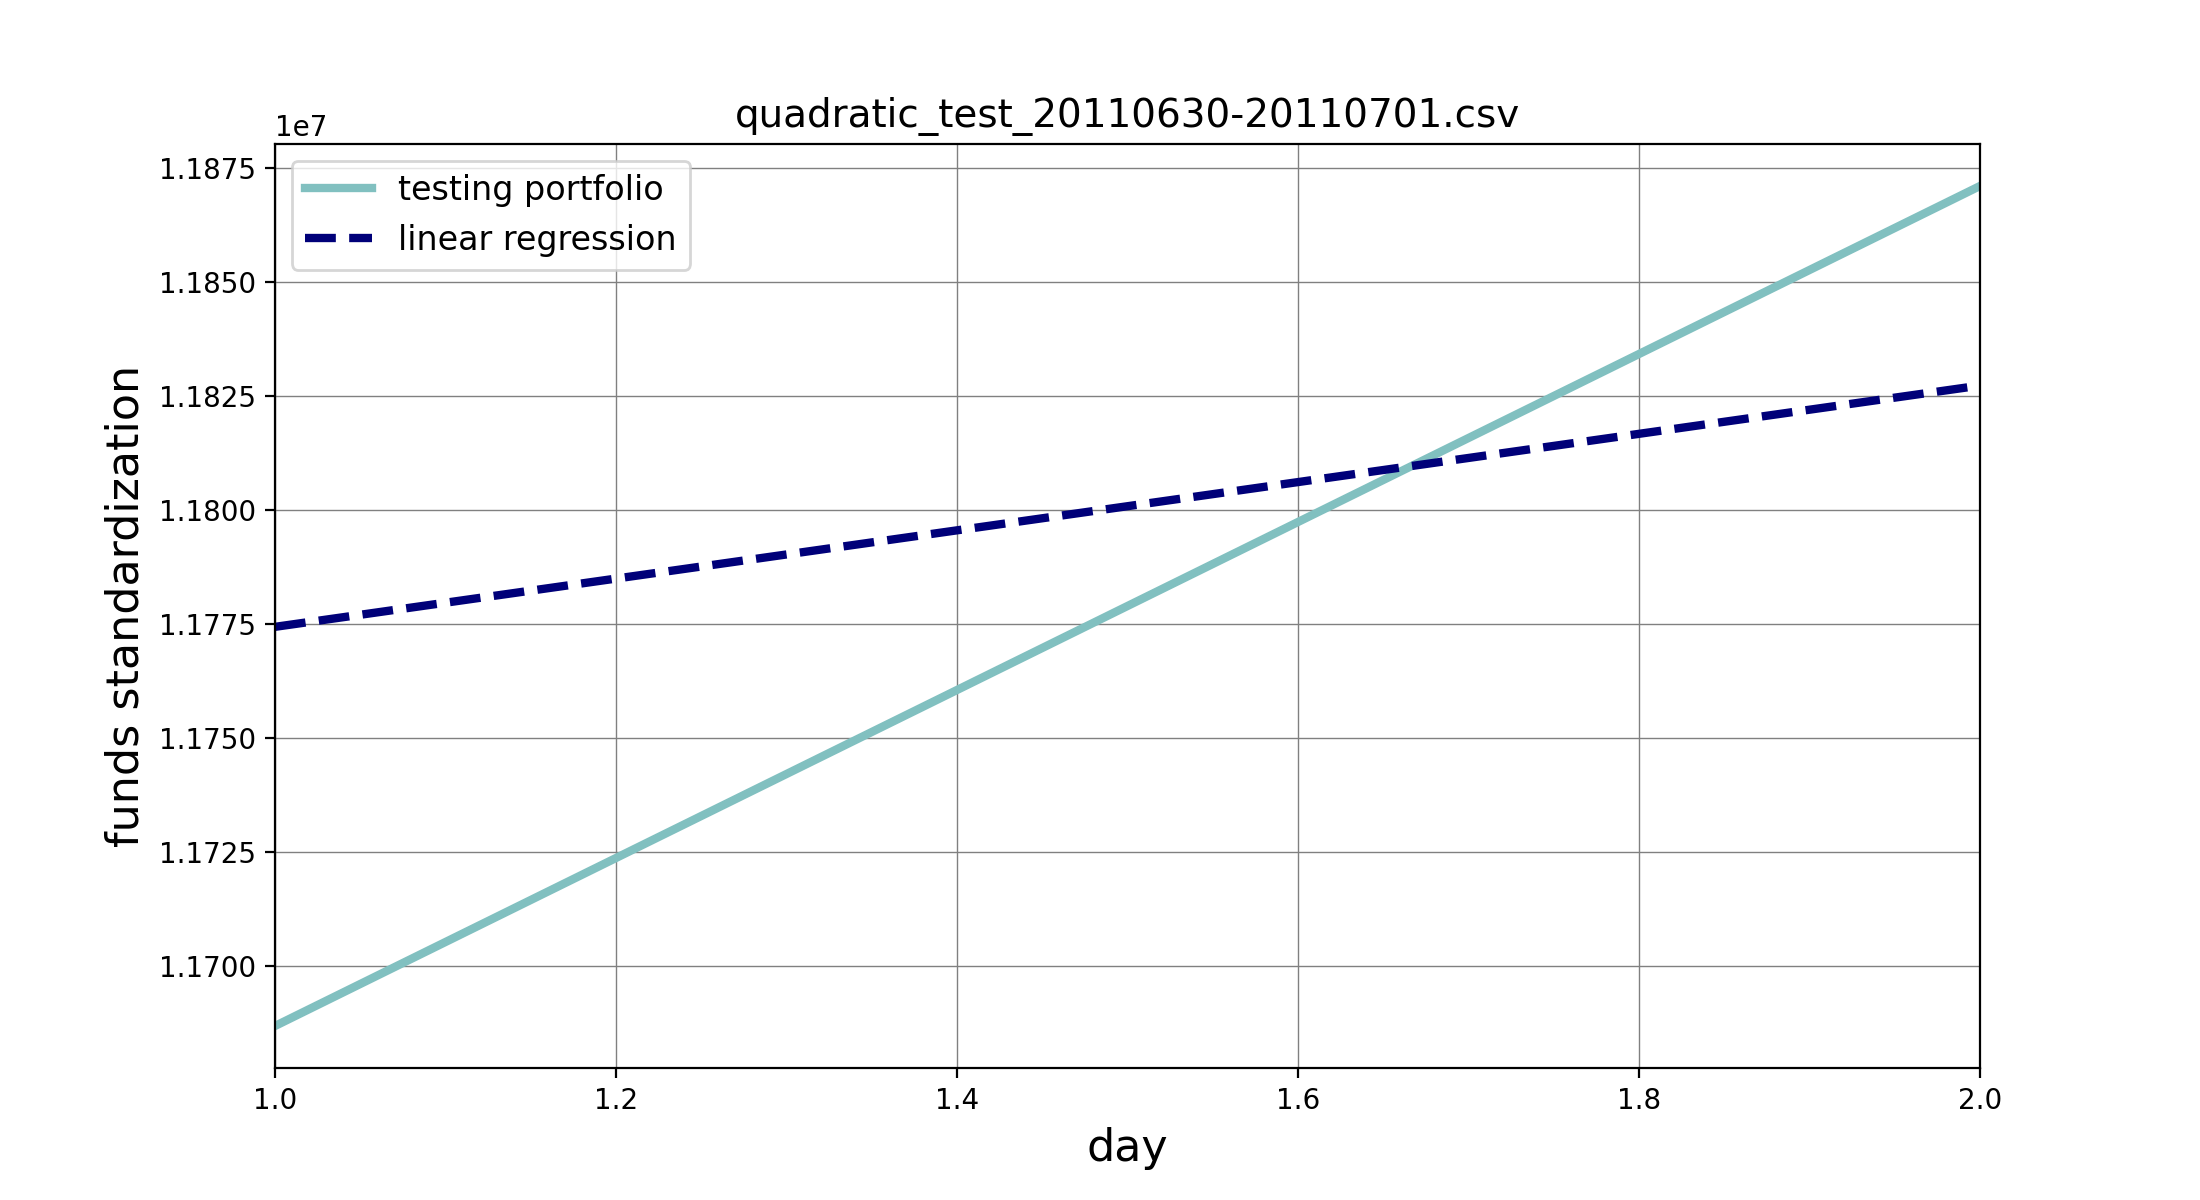 quadratic_test_20110630-20110701.csv
1e7
testing portfolio
linear regression
funds standardization
1.1875
1.1850
1.1825
1.1800
1.1775
1.1750
1.1725
1.1700
1.0 1.2 1.4 1.6 1.8 2.0
day